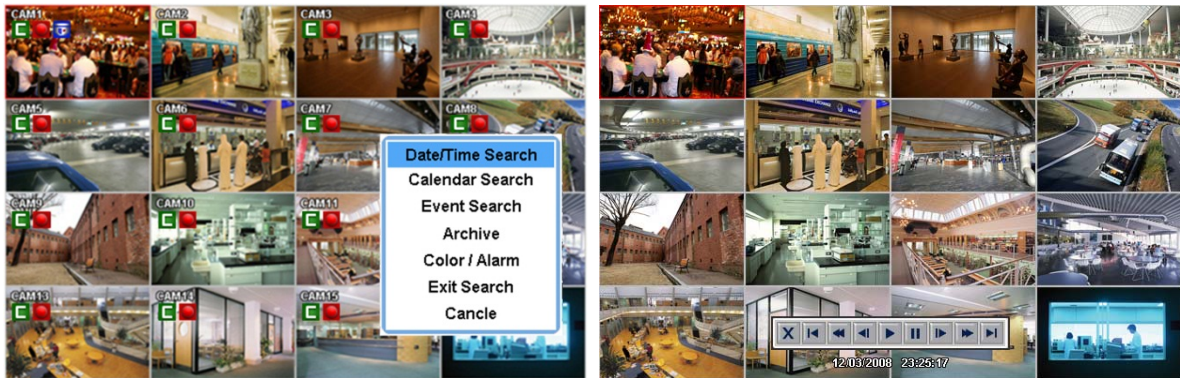 CAM1 CAM2 CAM3 CAM4
CAM5 CAM6 CAM7 CAM8
Date/Time Search
Calendar Search
Event Search
Archive
Color / Alarm
Exit Search
Cancle
CAM9 CAM10 CAM11
CAM13 CAM14 CAM15
12/03/2008 23:25:17